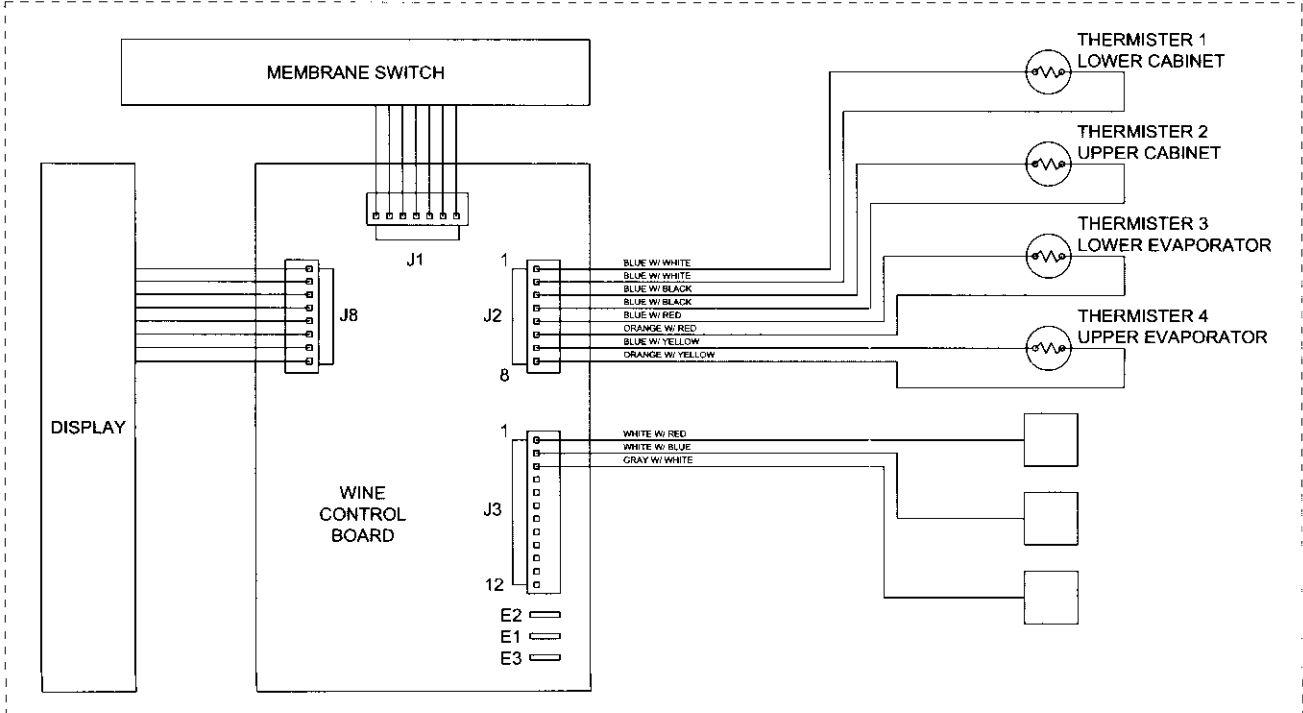 MEMBRANE SWITCH
THERMISTER 1
LOWER CABINET
THERMISTER 2
UPPER CABINET
THERMISTER 3
LOWER EVAPORATOR
THERMISTER 4
UPPER EVAPORATOR
J1
J8
1
J2
8
BLUE W/ WHITE
BLUE W/ WHITE
BLUE W/ BLACK
BLUE W/ BLACK
BLUE W/ RED
ORANGE W/ RED
BLUE W/ YELLOW
ORANGE W/ YELLOW
DISPLAY
WINE
CONTROL
BOARD
1
J3
12
WHITE W/ RED
WHITE W/ BLUE
GRAY W/ WHITE
E2
E1
E3